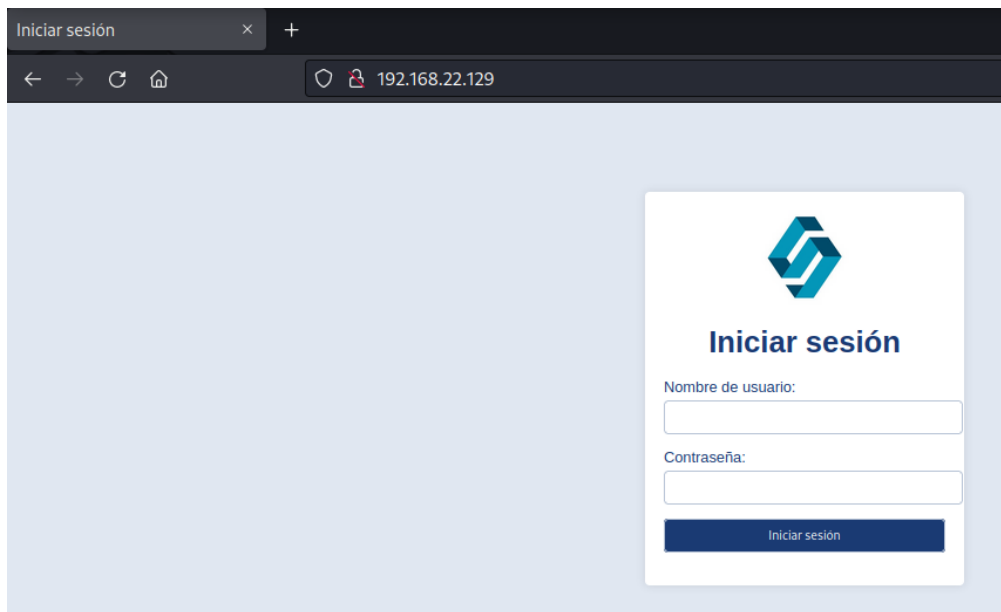 Iniciar sesión
192.168.22.129
Iniciar sesión
Nombre de usuario:
Contraseña:
Iniciar sesión